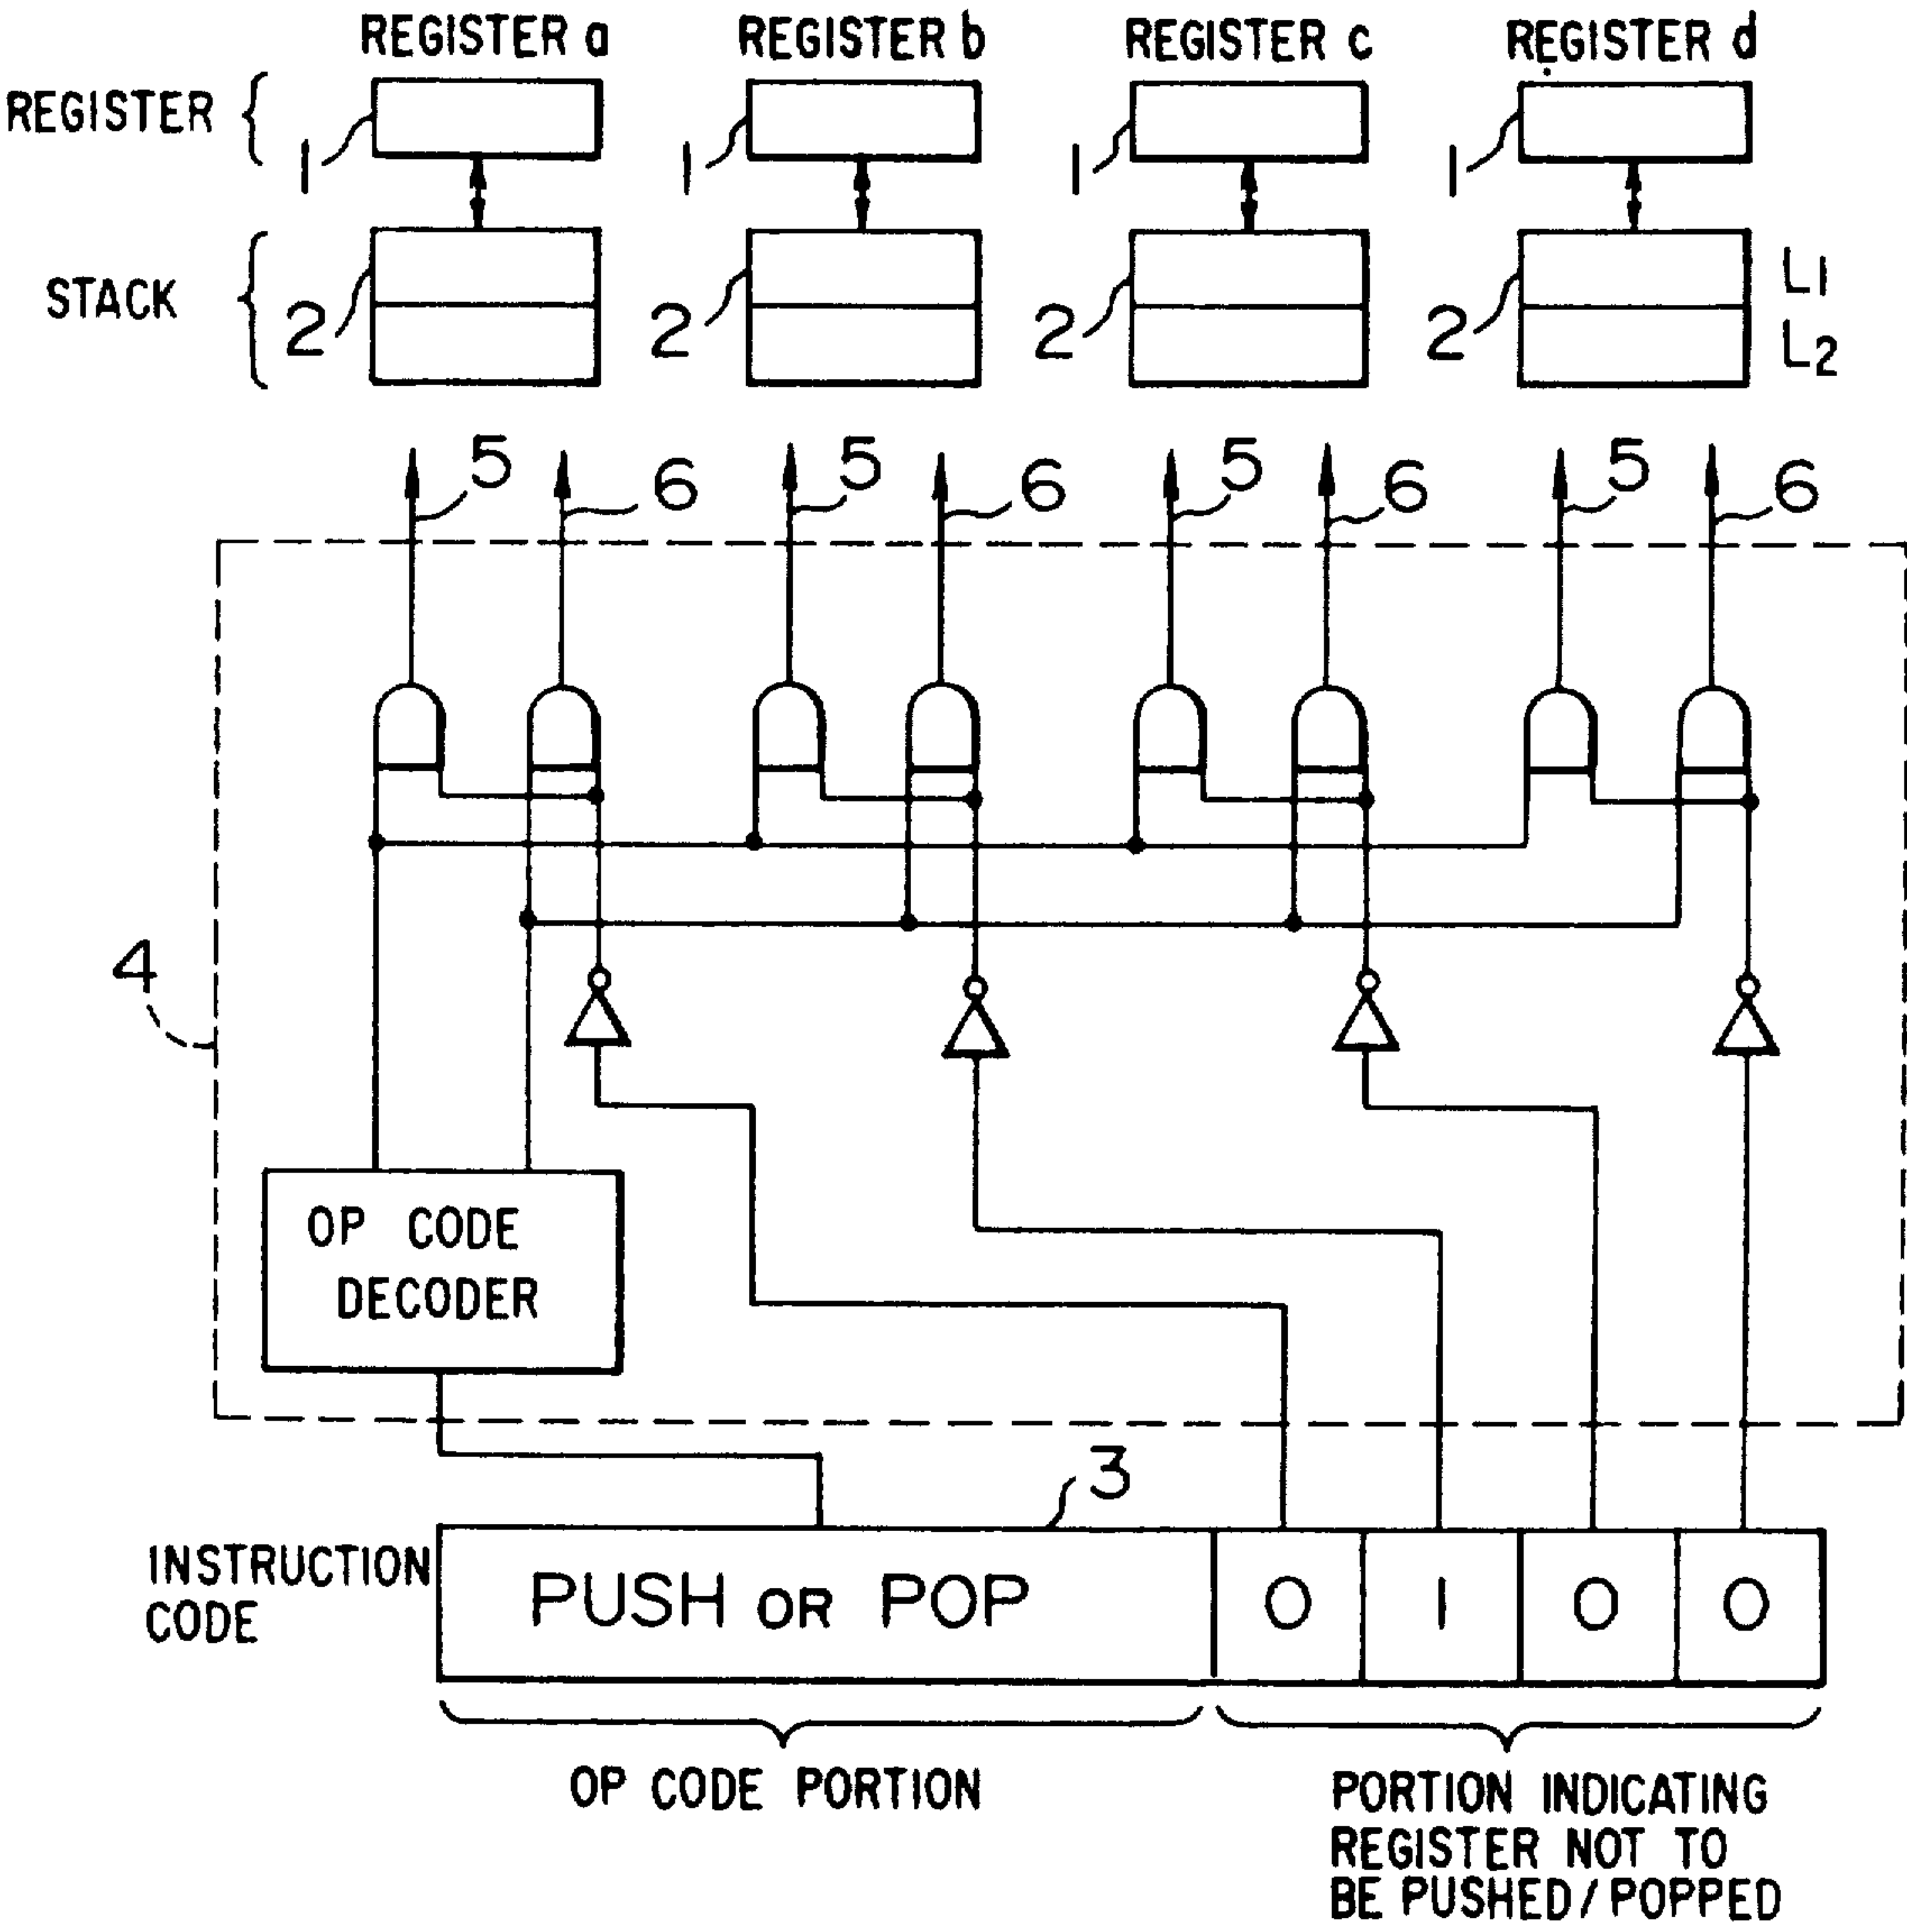 REGISTER a REGISTER b REGISTER c REGISTER d
REGISTER
1 1 1 1
STACK
2 2 2 2
L1
L2
5 6 5 6 5 6 5 6
4
OP CODE
DECODER
3
INSTRUCTION
CODE
PUSH OR POP 0 1 0 0
OP CODE PORTION
PORTION INDICATING
REGISTER NOT TO
BE PUSHED/POPPED